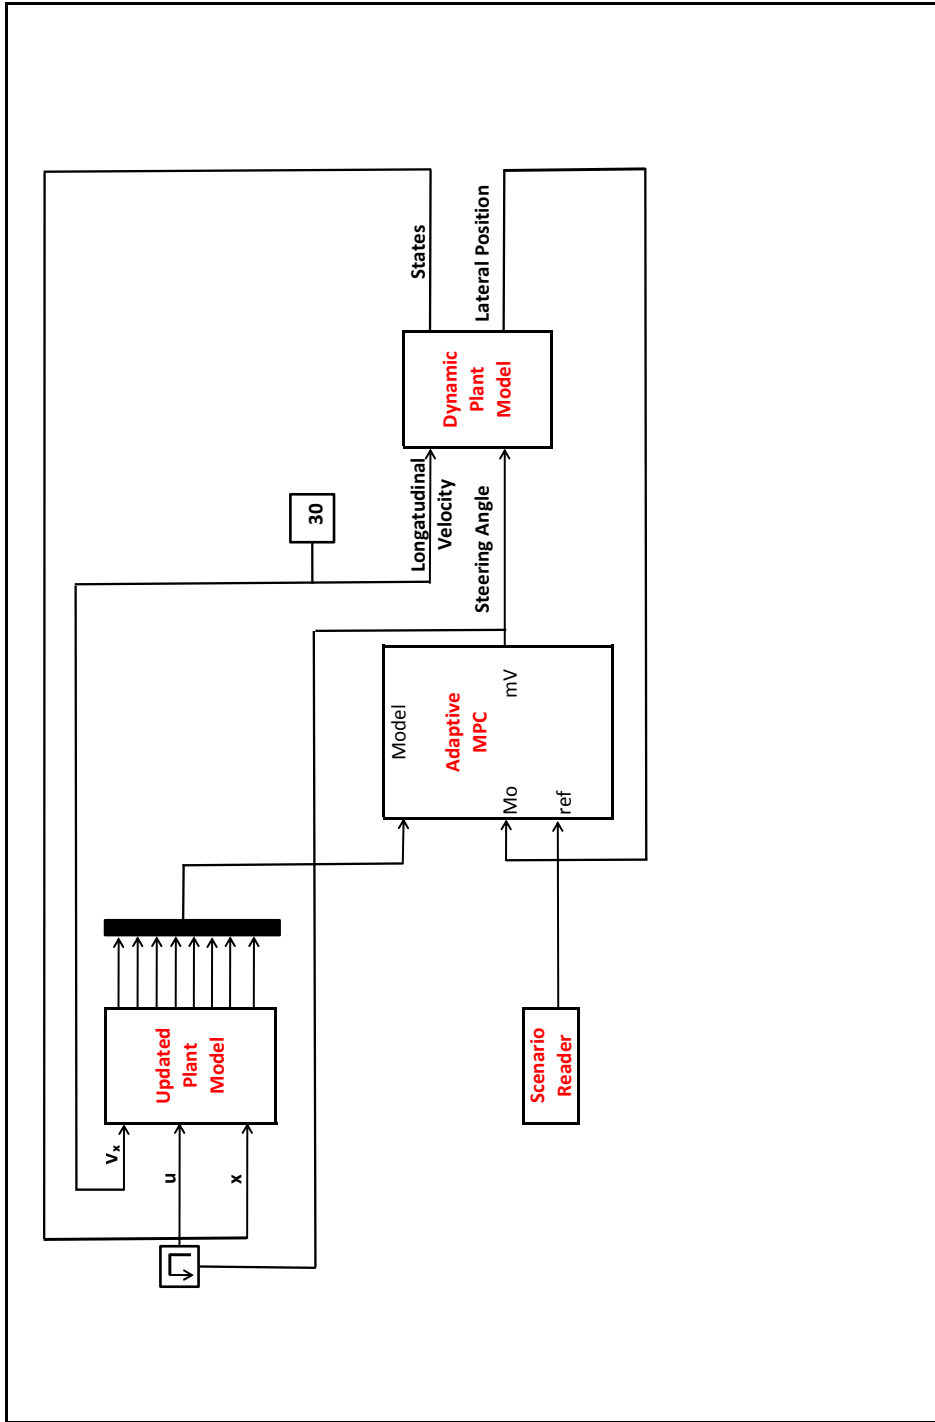 States
Lateral Position
Dynamic
Plant
Model
30
Longatudinal
Velocity
Steering Angle
Model
Adaptive
MPC
mV
Mo
ref
Updated
Plant
Model
Vₓ
u
x
Scenario
Reader